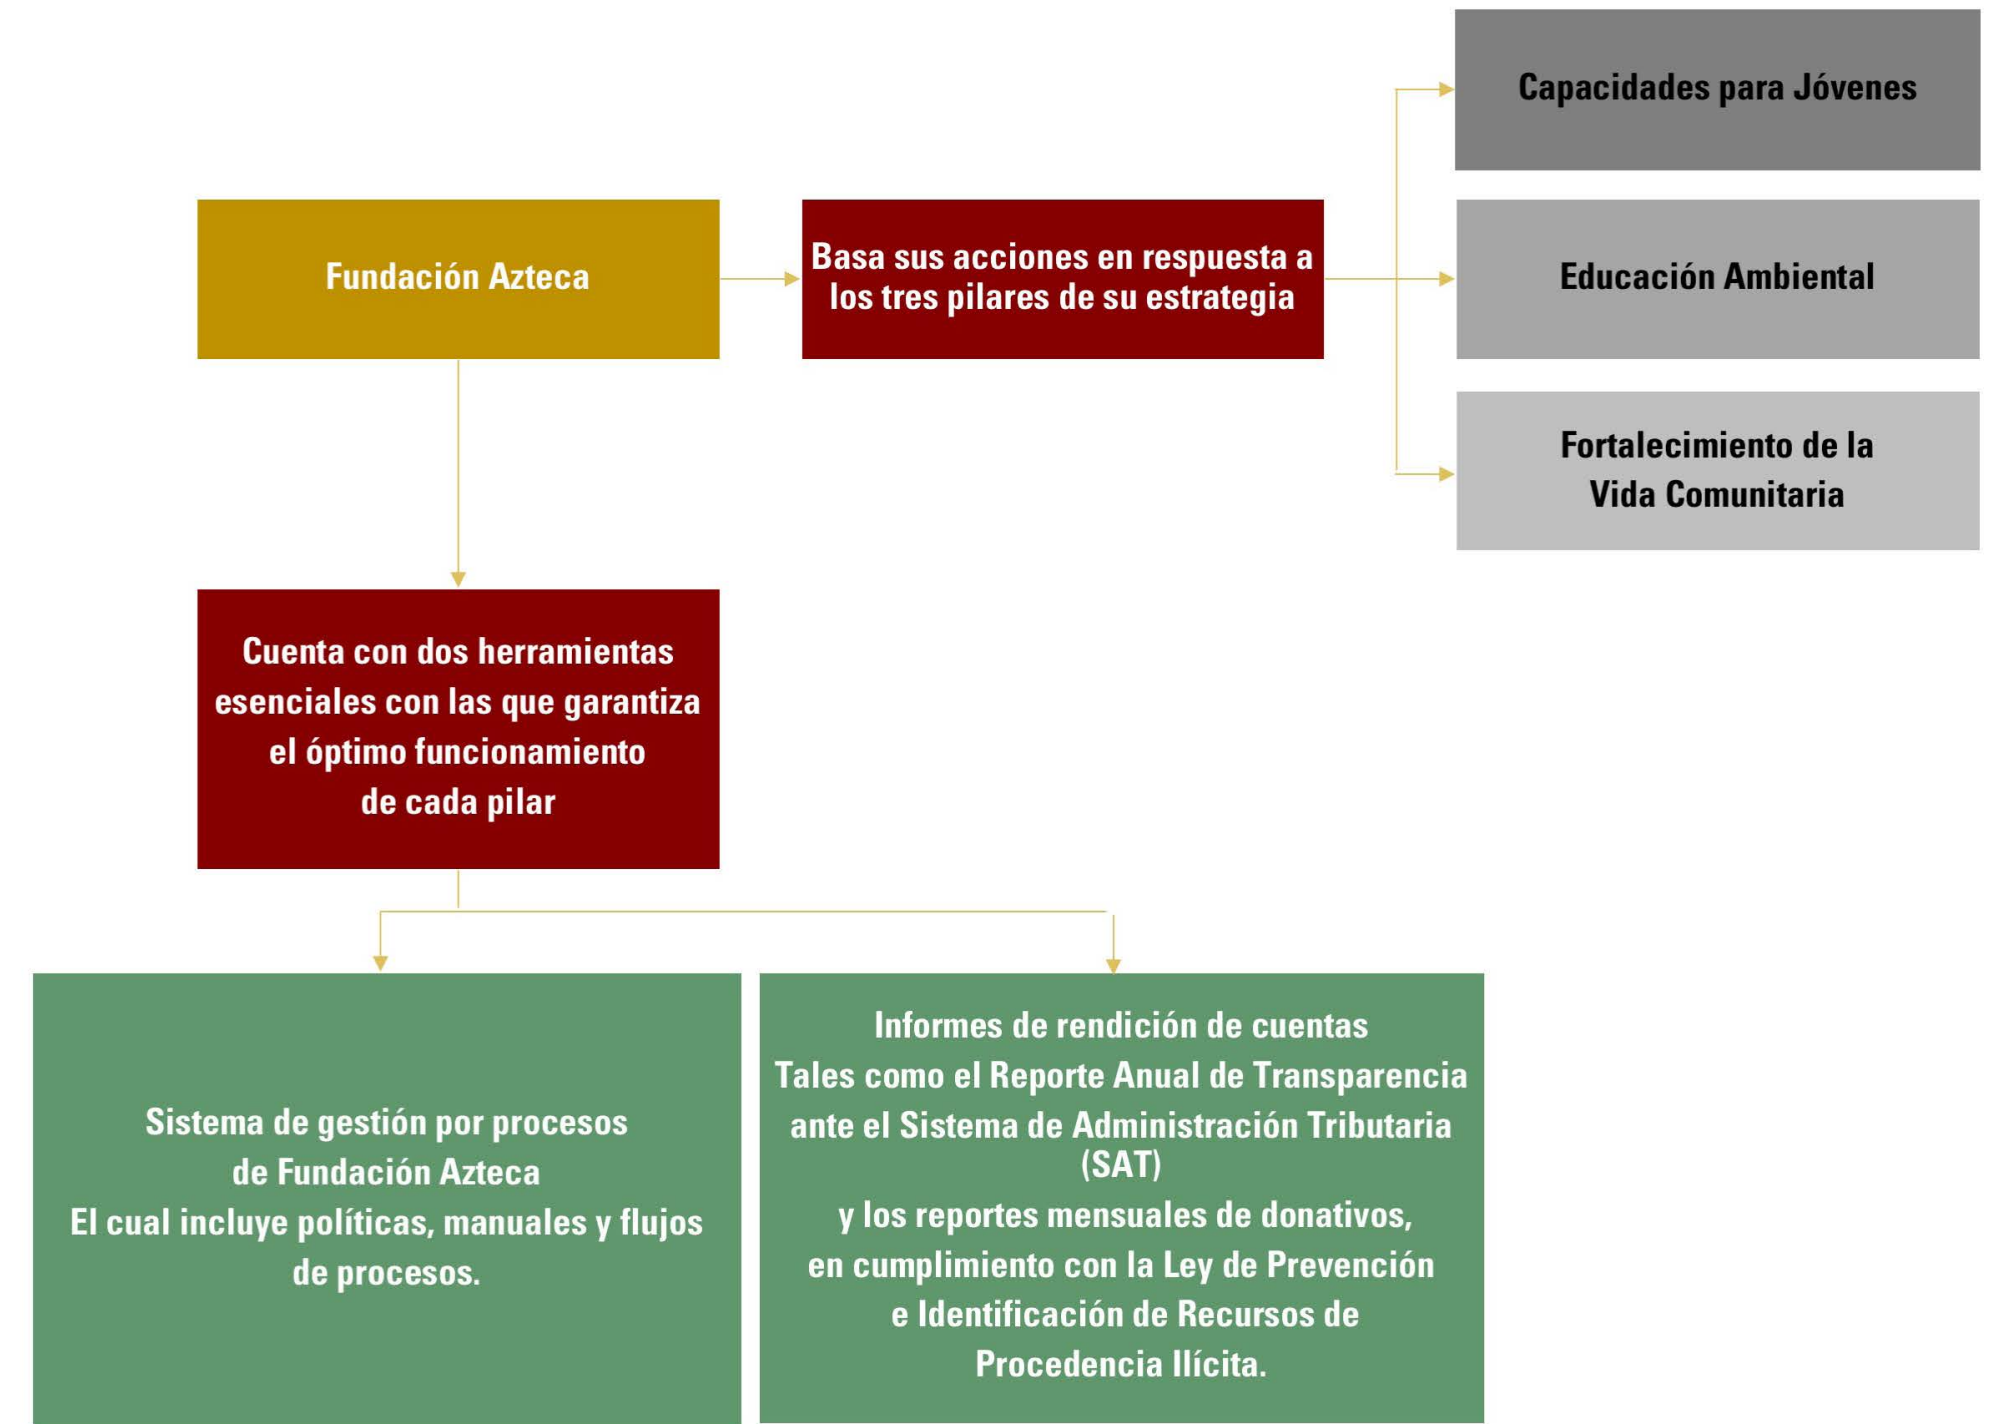 Capacidades para Jóvenes
Fundación Azteca
Basa sus acciones en respuesta a
los tres pilares de su estrategia
Educación Ambiental
Fortalecimiento de la
Vida Comunitaria
Cuenta con dos herramientas
esenciales con las que garantiza
el óptimo funcionamiento
de cada pilar
Sistema de gestión por procesos
de Fundación Azteca
El cual incluye políticas, manuales y flujos
de procesos.
Informes de rendición de cuentas
Tales como el Reporte Anual de Transparencia
ante el Sistema de Administración Tributaria
(SAT)
y los reportes mensuales de donativos,
en cumplimiento con la Ley de Prevención
e Identificación de Recursos de
Procedencia Ilícita.